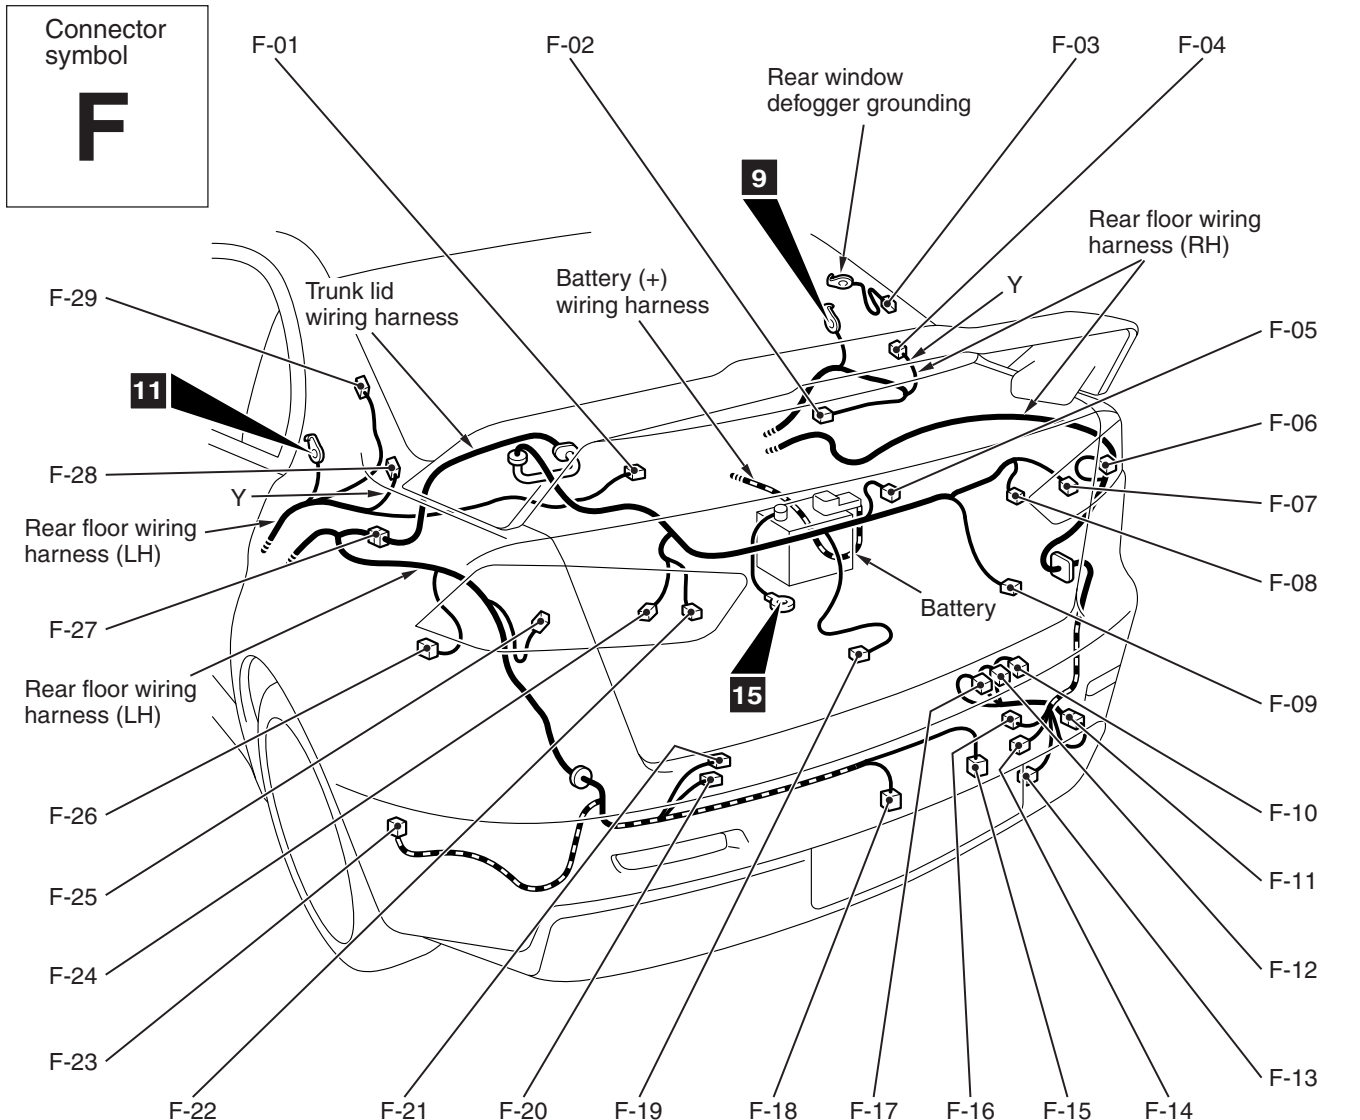 Connector
symbol
F
F-01
F-02
F-03
F-04
Rear window
defogger grounding
9
Rear floor wiring
harness (RH)
Battery (+)
wiring harness
Trunk lid
wiring harness
Y
F-29
F-05
11
F-06
F-28
Y
F-07
Rear floor wiring
harness (LH)
F-08
Battery
F-27
15
Rear floor wiring
harness (LH)
F-09
F-26
F-10
F-25
F-11
F-24
F-12
F-23
F-13
F-22
F-21
F-20
F-19
F-18
F-17
F-16
F-15
F-14